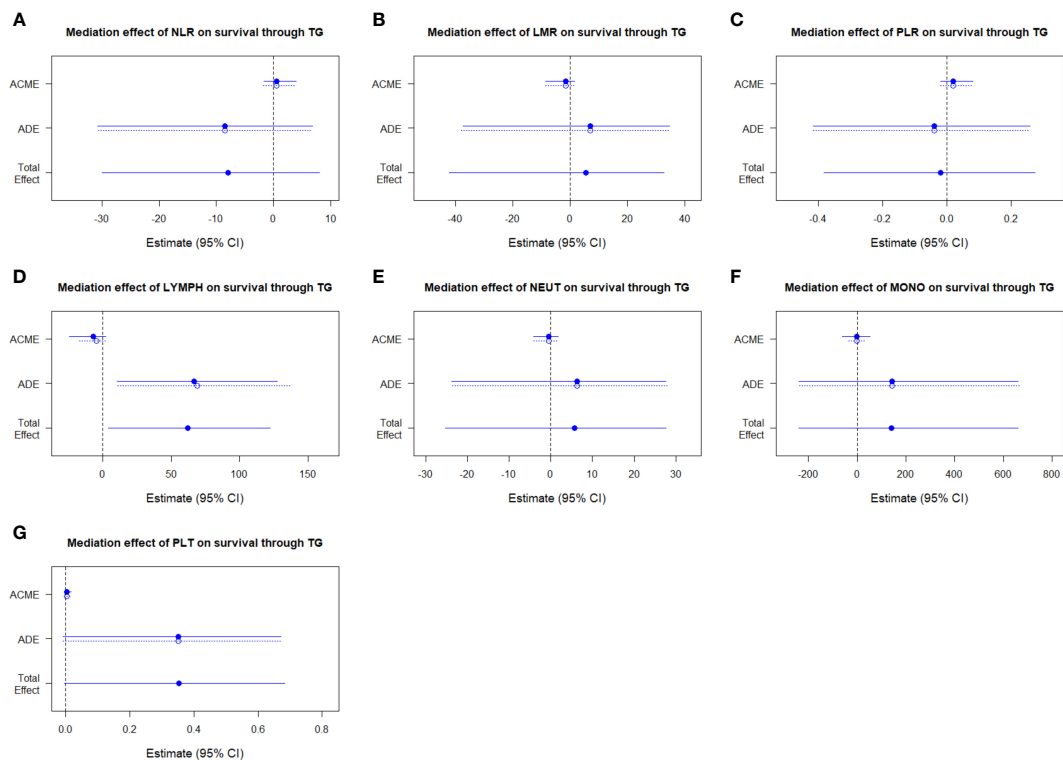 A
Mediation effect of NLR on survival through TG
ACME
ADE
Total
Effect
-30
-20
-10
0
10
Estimate (95% CI)
B
Mediation effect of LMR on survival through TG
ACME
ADE
Total
Effect
-40
-20
0
20
40
Estimate (95% CI)
C
Mediation effect of PLR on survival through TG
ACME
ADE
Total
Effect
-0.4
-0.2
0.0
0.2
Estimate (95% CI)
D
Mediation effect of LYMPH on survival through TG
ACME
ADE
Total
Effect
0
50
100
150
Estimate (95% CI)
E
Mediation effect of NEUT on survival through TG
ACME
ADE
Total
Effect
-30
-20
-10
0
10
20
30
Estimate (95% CI)
F
Mediation effect of MONO on survival through TG
ACME
ADE
Total
Effect
-200
0
200
400
600
800
Estimate (95% CI)
G
Mediation effect of PLT on survival through TG
ACME
ADE
Total
Effect
0.0
0.2
0.4
0.6
0.8
Estimate (95% CI)